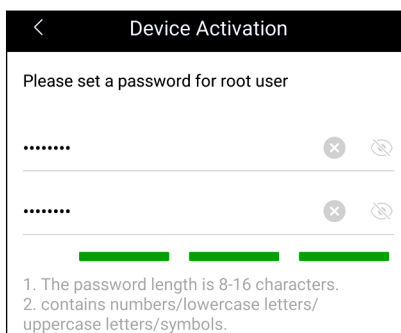 Device Activation
Please set a password for root user
••••••••
••••••••
1. The password length is 8-16 characters.
2. contains numbers/lowercase letters/
uppercase letters/symbols.